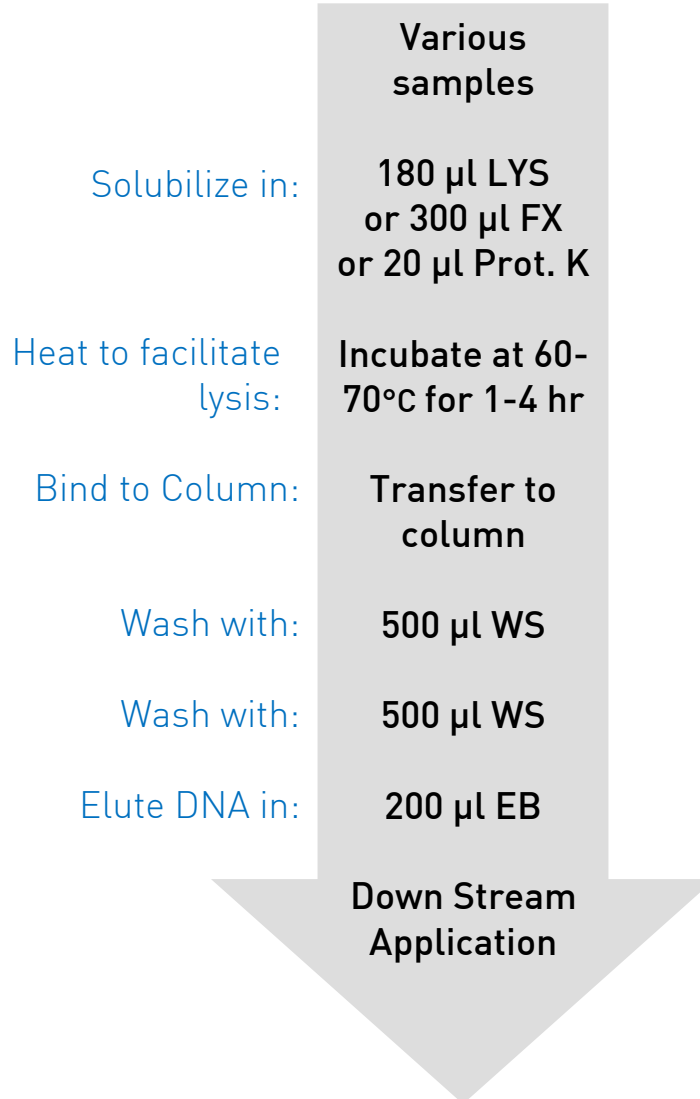 Various
samples
Solubilize in:
180 µl LYS
or 300 µl FX
or 20 µl Prot. K
Heat to facilitate
lysis:
Incubate at 60-
70°C for 1-4 hr
Bind to Column:
Transfer to
column
Wash with:
500 µl WS
Wash with:
500 µl WS
Elute DNA in:
200 µl EB
Down Stream
Application